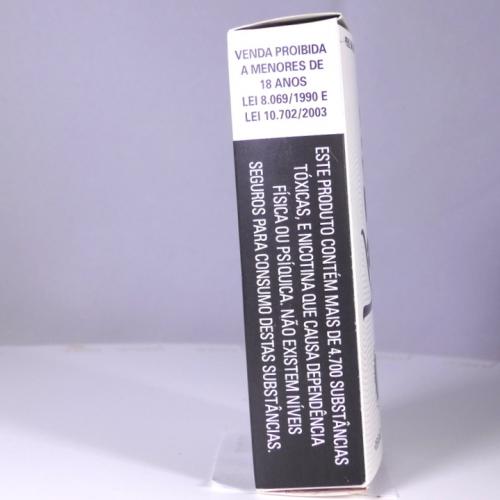 VENDA PROIBIDA
A MENORES DE
18 ANOS
LEI 8.069/1990 E
LEI 10.702/2003
ESTE PRODUTO CONTÉM MAIS DE 4.700 SUBSTÂNCIAS
TÓXICAS, E NICOTINA QUE CAUSA DEPENDÊNCIA
FÍSICA OU PSÍQUICA. NÃO EXISTEM NÍVEIS
SEGUROS PARA CONSUMO DESTAS SUBSTÂNCIAS.